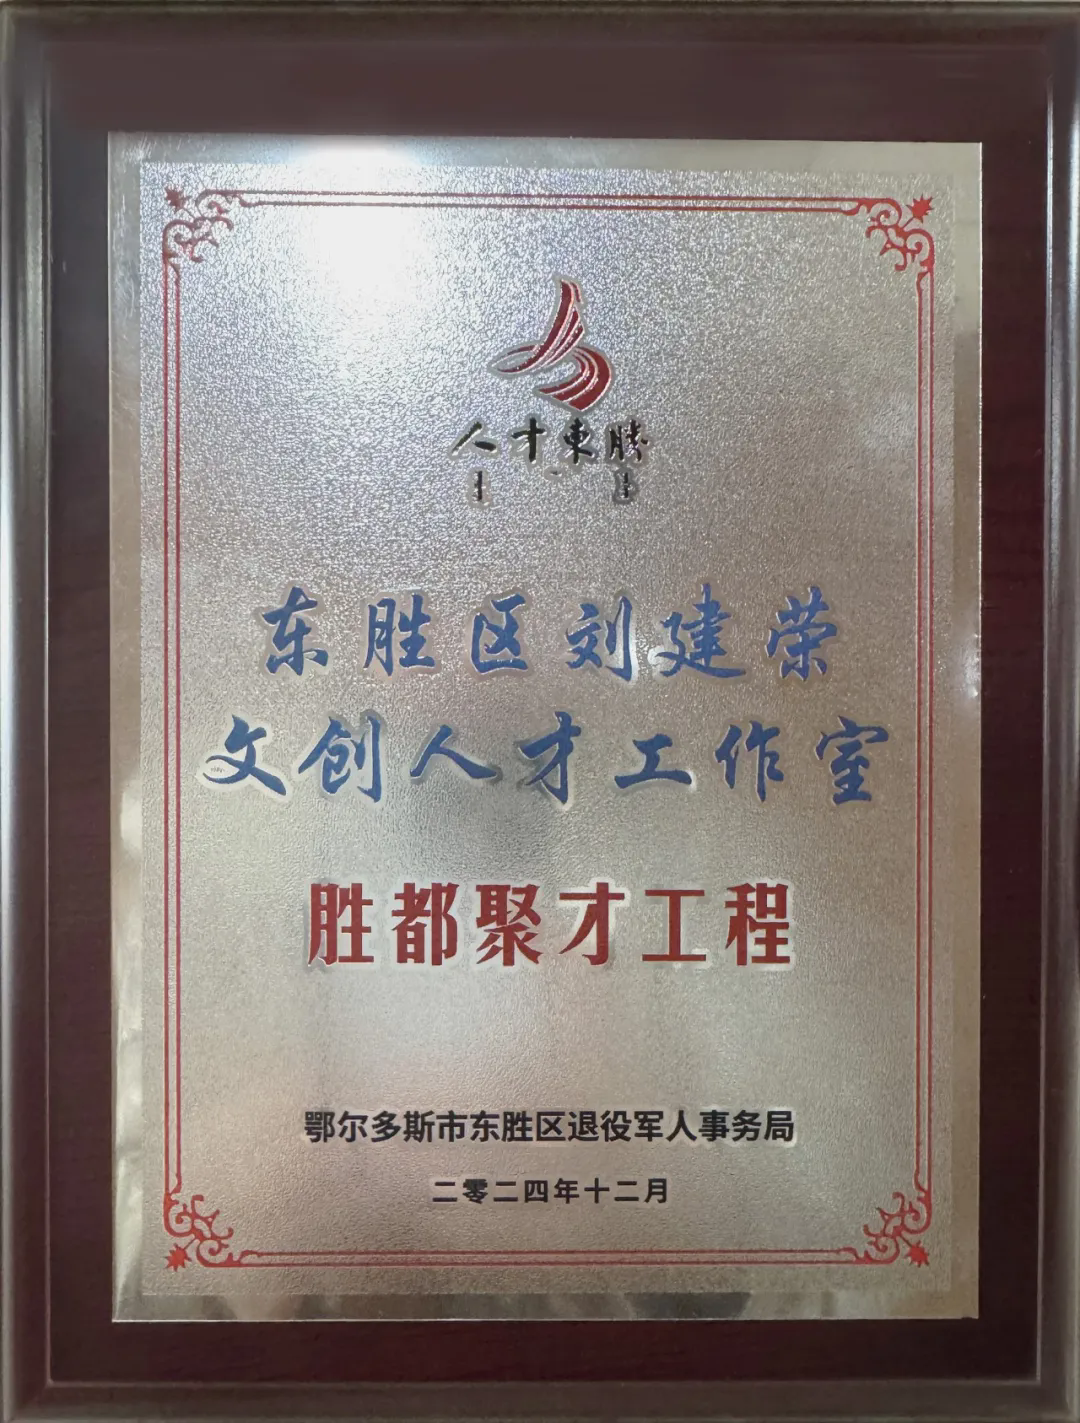 人才東勝
东胜区刘建荣
文创人才工作室
胜都聚才工程
鄂尔多斯市东胜区退役军人事务局
二零二四年十二月